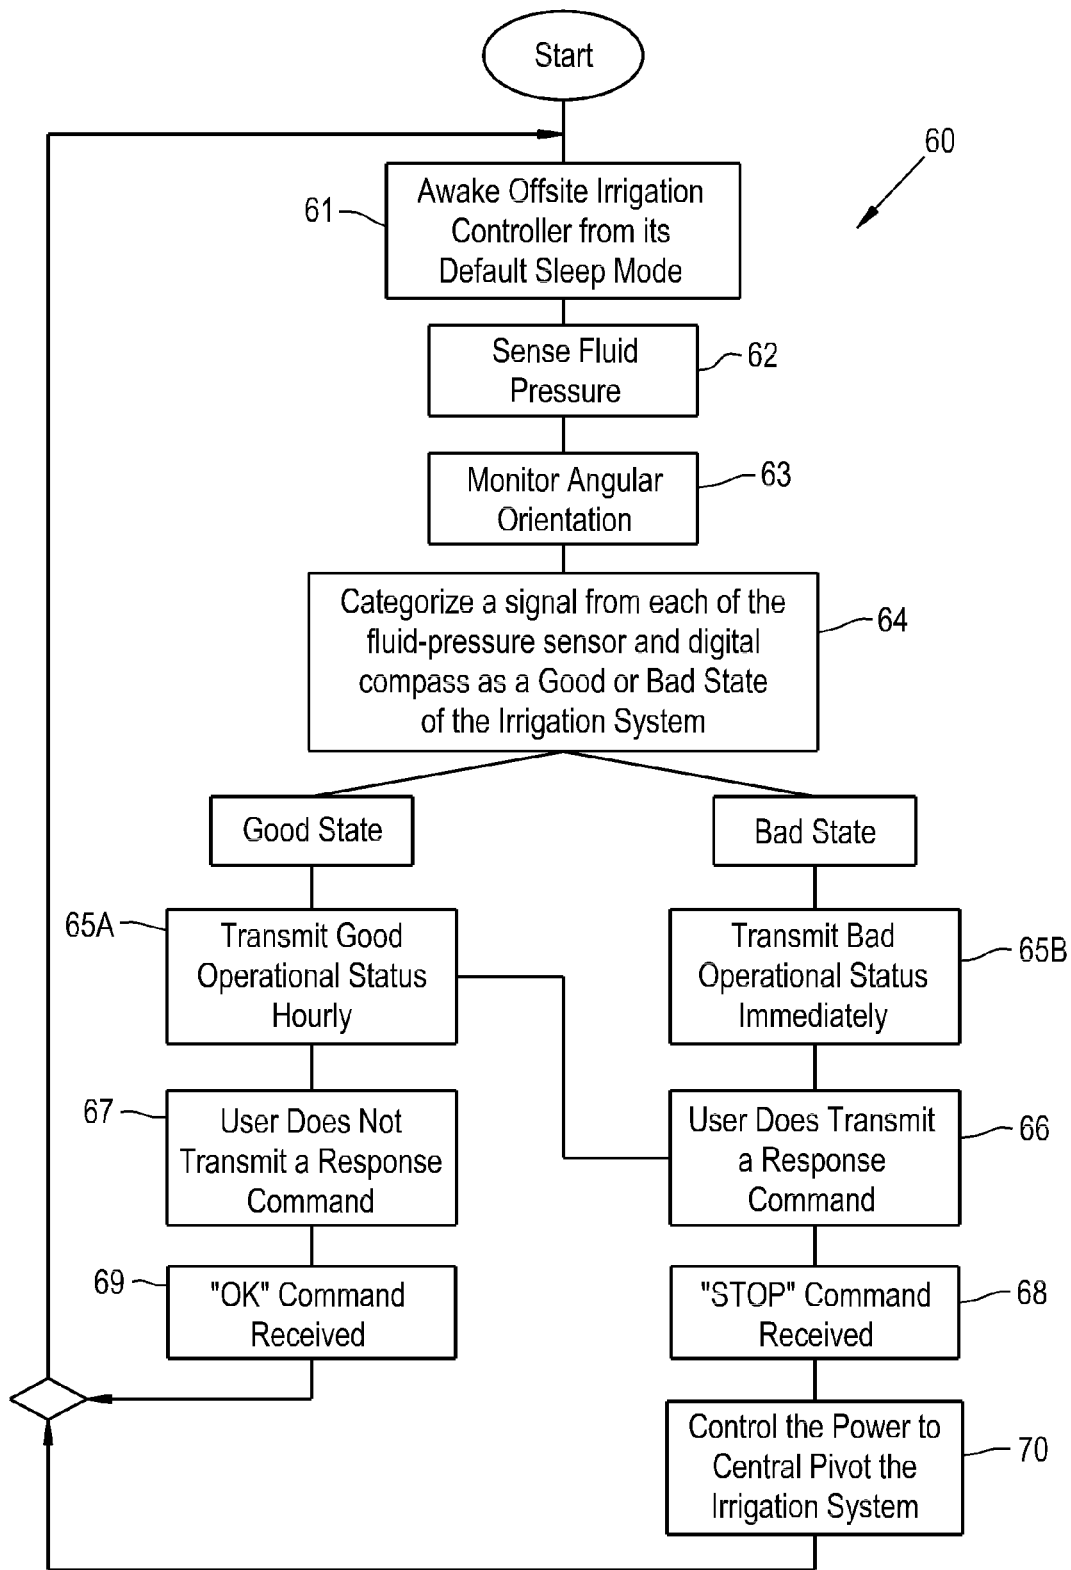 Start
60
61
Awake Offsite Irrigation
Controller from its
Default Sleep Mode
Sense Fluid
Pressure
62
Monitor Angular
Orientation
63
Categorize a signal from each of the
fluid-pressure sensor and digital
compass as a Good or Bad State
of the Irrigation System
64
Good State
Bad State
65A
Transmit Good
Operational Status
Hourly
Transmit Bad
Operational Status
Immediately
65B
67
User Does Not
Transmit a Response
Command
User Does Transmit
a Response
Command
66
69
"OK" Command
Received
"STOP" Command
Received
68
Control the Power to
Central Pivot the
Irrigation System
70